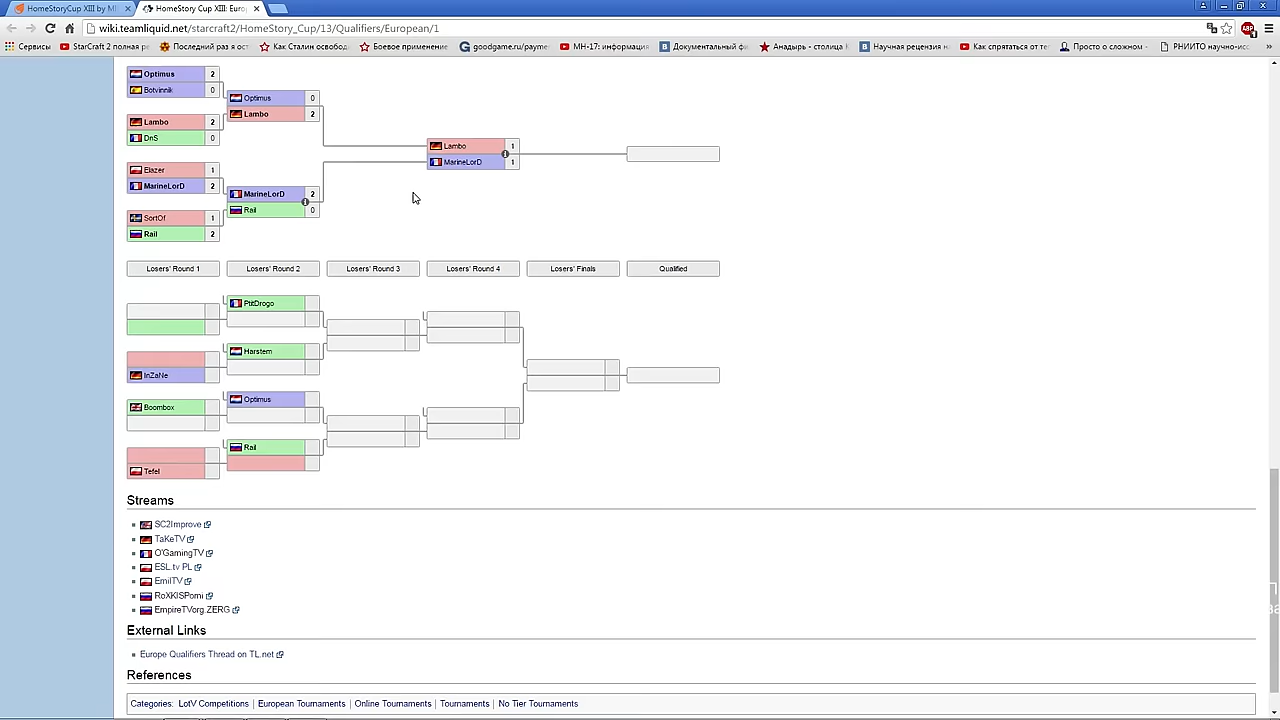 HomeStoryCup XIII by M
HomeStory Cup XIII: Euro
wiki.teamliquid.net/starcraft2/HomeStory_Cup/13/Qualifiers/European/1
Сервисы StarCraft 2 полная р Последний раз я ост Как Сталин освобод Боевое применение goodgame.ru/payme МН-17: информация Документальный ф Анадырь - столица Научная рецензия н Как спрятаться от те Просто о сложном - РНИИТО научно-исс
Optimus 2
Botvinnik 0
Optimus 0
Lambo 2
Lambo 2
DnS 0
Lambo 1
MarineLorD 1
Elazer 1
MarineLorD 2
MarineLorD 2
Rail 0
SortOf 1
Rail 2
Losers' Round 1 Losers' Round 2 Losers' Round 3 Losers' Round 4 Losers' Finals Qualified
PtitDrogo
Harstem
InZaNe
Optimus
Boombox
Rail
Tefel
Streams
SC2Improve
TaKeTV
O'GamingTV
ESL.tv PL
EmilTV
RoXKISPomi
EmpireTVorg.ZERG
External Links
Europe Qualifiers Thread on TL.net
References
Categories: LotV Competitions | European Tournaments | Online Tournaments | Tournaments | No Tier Tournaments